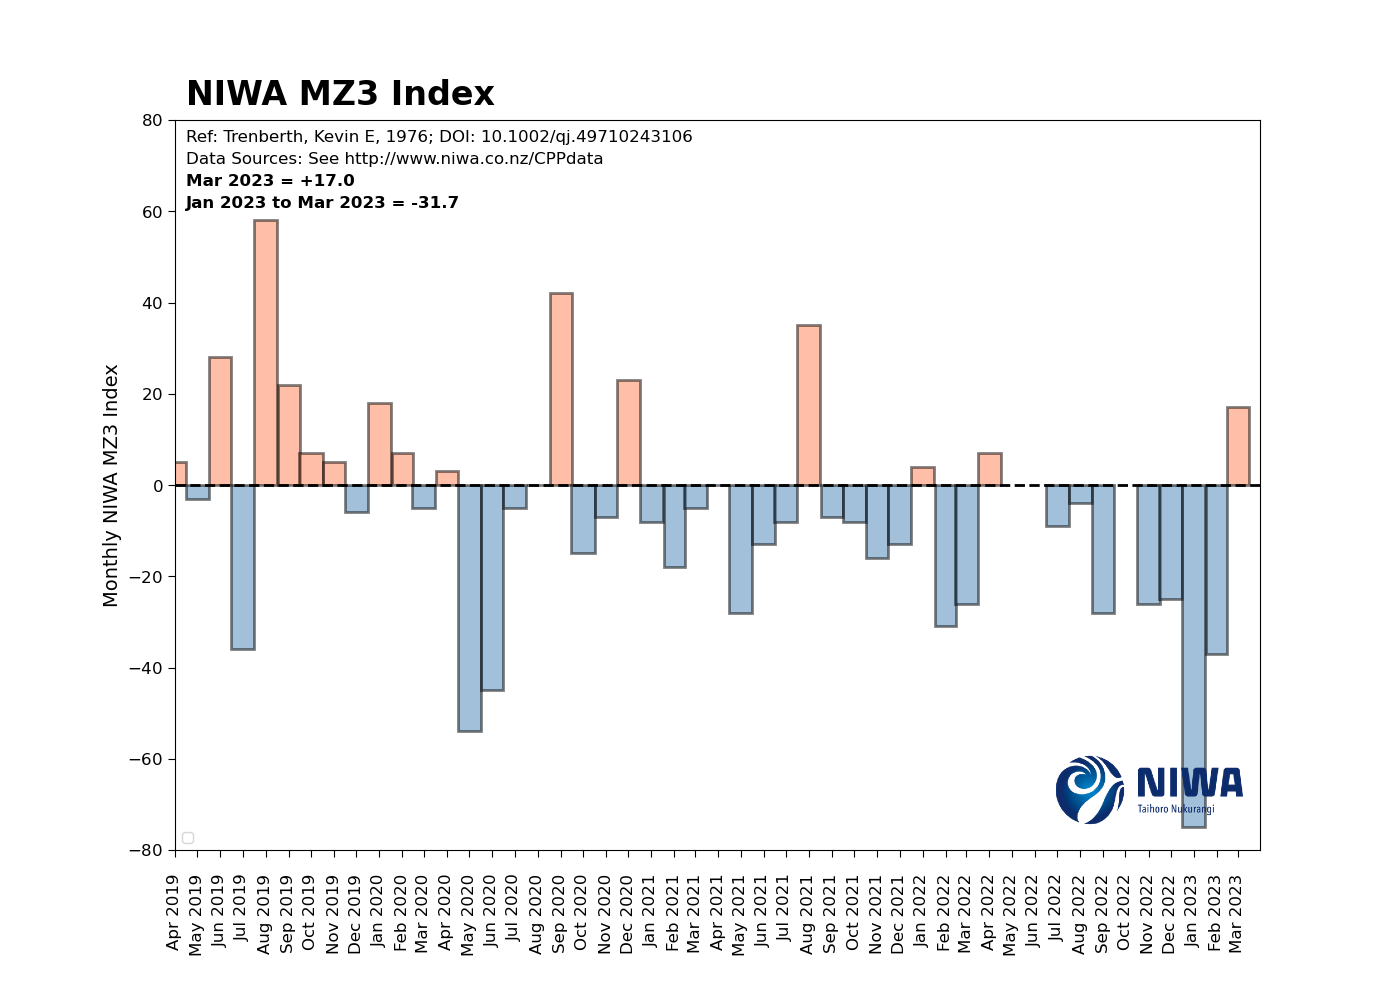 NIWA MZ3 Index
Ref: Trenberth, Kevin E, 1976; DOI: 10.1002/qj.49710243106
Data Sources: See http://www.niwa.co.nz/CPPdata
Mar 2023 = +17.0
Jan 2023 to Mar 2023 = -31.7
Monthly NIWA MZ3 Index
80
60
40
20
0
−20
−40
−60
−80
NIWA
Taihoro Nukurangi
Apr 2019
May 2019
Jun 2019
Jul 2019
Aug 2019
Sep 2019
Oct 2019
Nov 2019
Dec 2019
Jan 2020
Feb 2020
Mar 2020
Apr 2020
May 2020
Jun 2020
Jul 2020
Aug 2020
Sep 2020
Oct 2020
Nov 2020
Dec 2020
Jan 2021
Feb 2021
Mar 2021
Apr 2021
May 2021
Jun 2021
Jul 2021
Aug 2021
Sep 2021
Oct 2021
Nov 2021
Dec 2021
Jan 2022
Feb 2022
Mar 2022
Apr 2022
May 2022
Jun 2022
Jul 2022
Aug 2022
Sep 2022
Oct 2022
Nov 2022
Dec 2022
Jan 2023
Feb 2023
Mar 2023